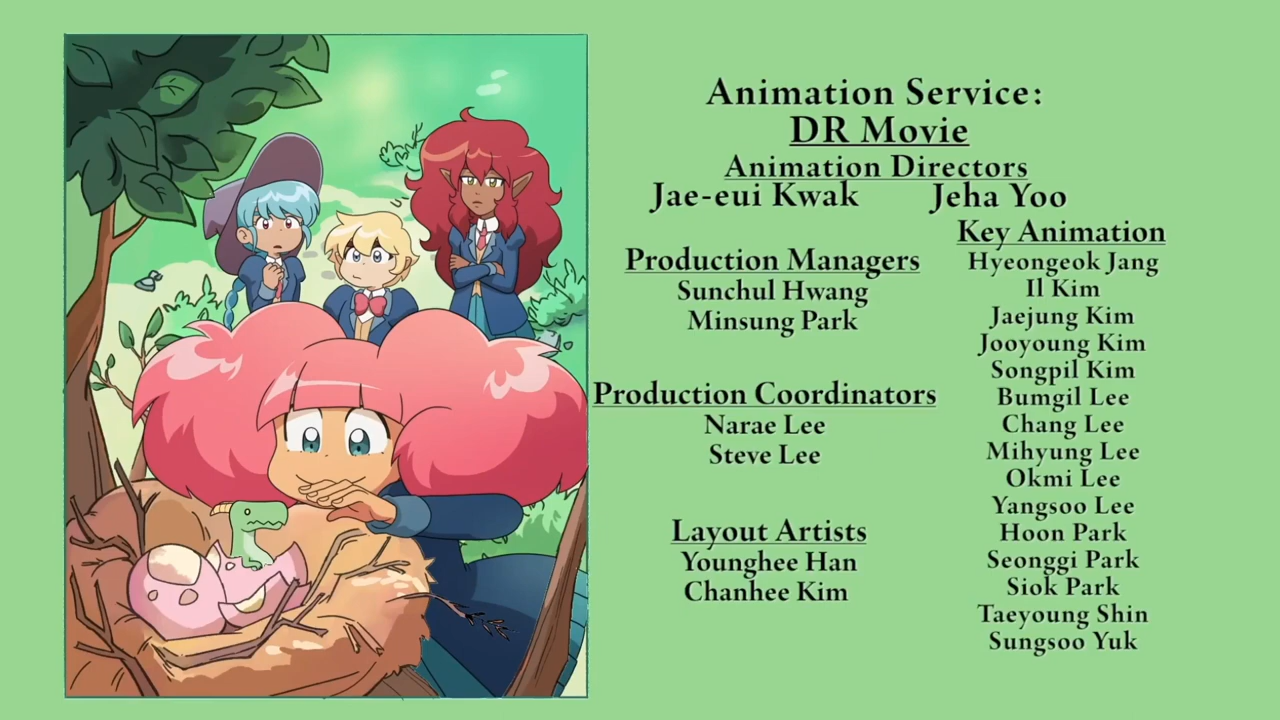 Animation Service:
DR Movie
Animation Directors
Jae-eui Kwak
Jeha Yoo
Production Managers
Sunchul Hwang
Minsung Park
Production Coordinators
Narae Lee
Steve Lee
Layout Artists
Younghee Han
Chanhee Kim
Key Animation
Hyeongeok Jang
Il Kim
Jaejung Kim
Jooyoung Kim
Songpil Kim
Bumgil Lee
Chang Lee
Mihyung Lee
Okmi Lee
Yangsoo Lee
Hoon Park
Seonggi Park
Siok Park
Taeyoung Shin
Sungsoo Yuk